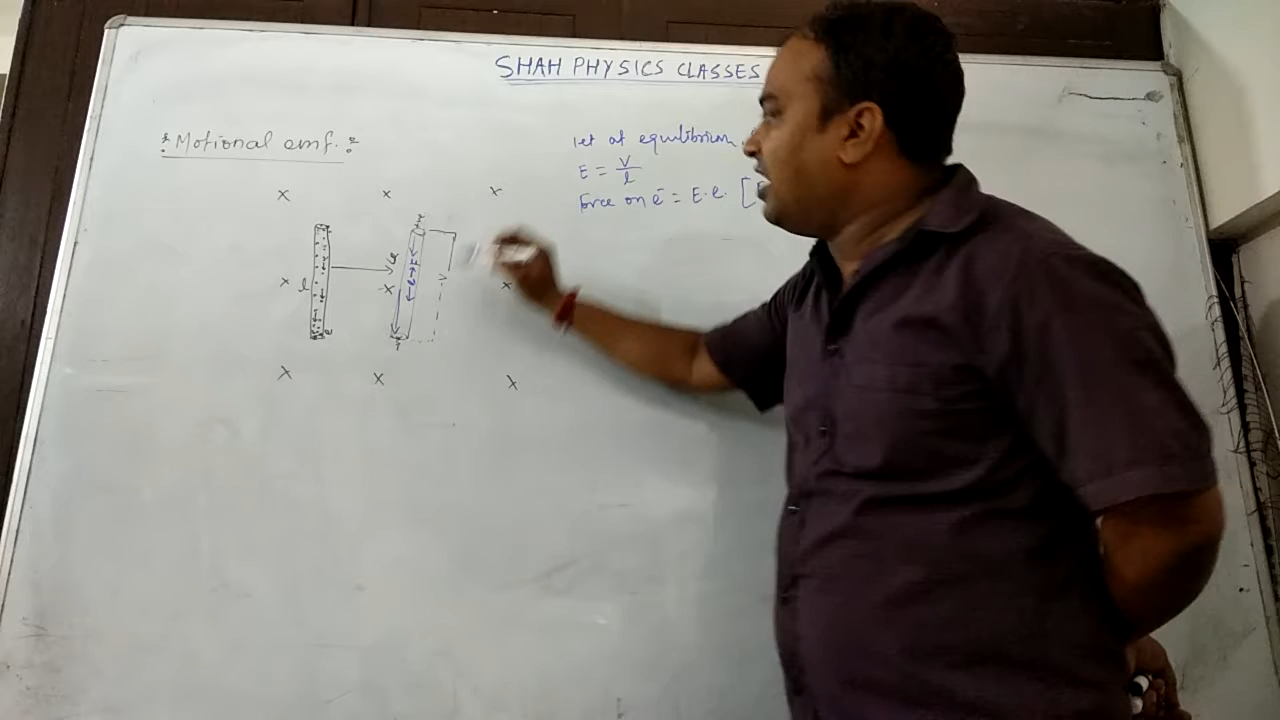 SHAH PHYSICS CLASSES
* Motional emf. :
let at equilibrium
E = V/l
Force on e⁻ = E.e. [
x x x
l x x x
x x x